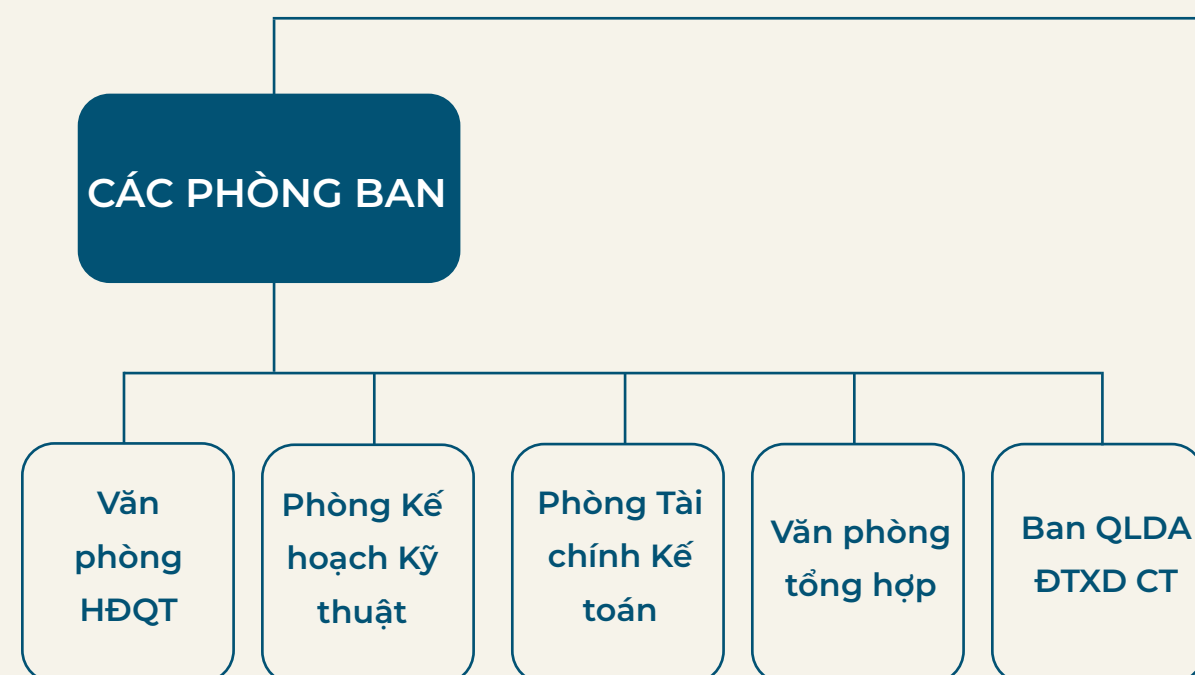 CÁC PHÒNG BAN
Văn
phòng
HĐQT
Phòng Kế
hoạch Kỹ
thuật
Phòng Tài
chính Kế
toán
Văn phòng
tổng hợp
Ban QLDA
ĐTXD CT